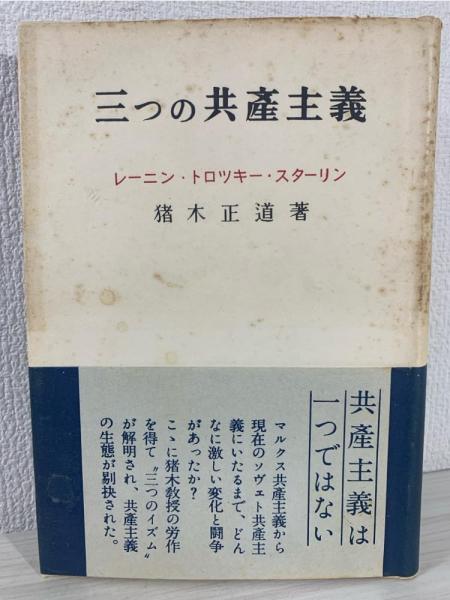 三つの共產主義
レーニン・トロツキー・スターリン
猪木正道著
共產主義は
一つではない
マルクス共產主義から
現在のソヴェト共產主
義にいたるまで、どん
なに激しい変化と闘争
があったか？
こゝに猪木教授の労作
を得て〝三つのイズム〟
が解明され、共產主義
の生態が剔抉された。